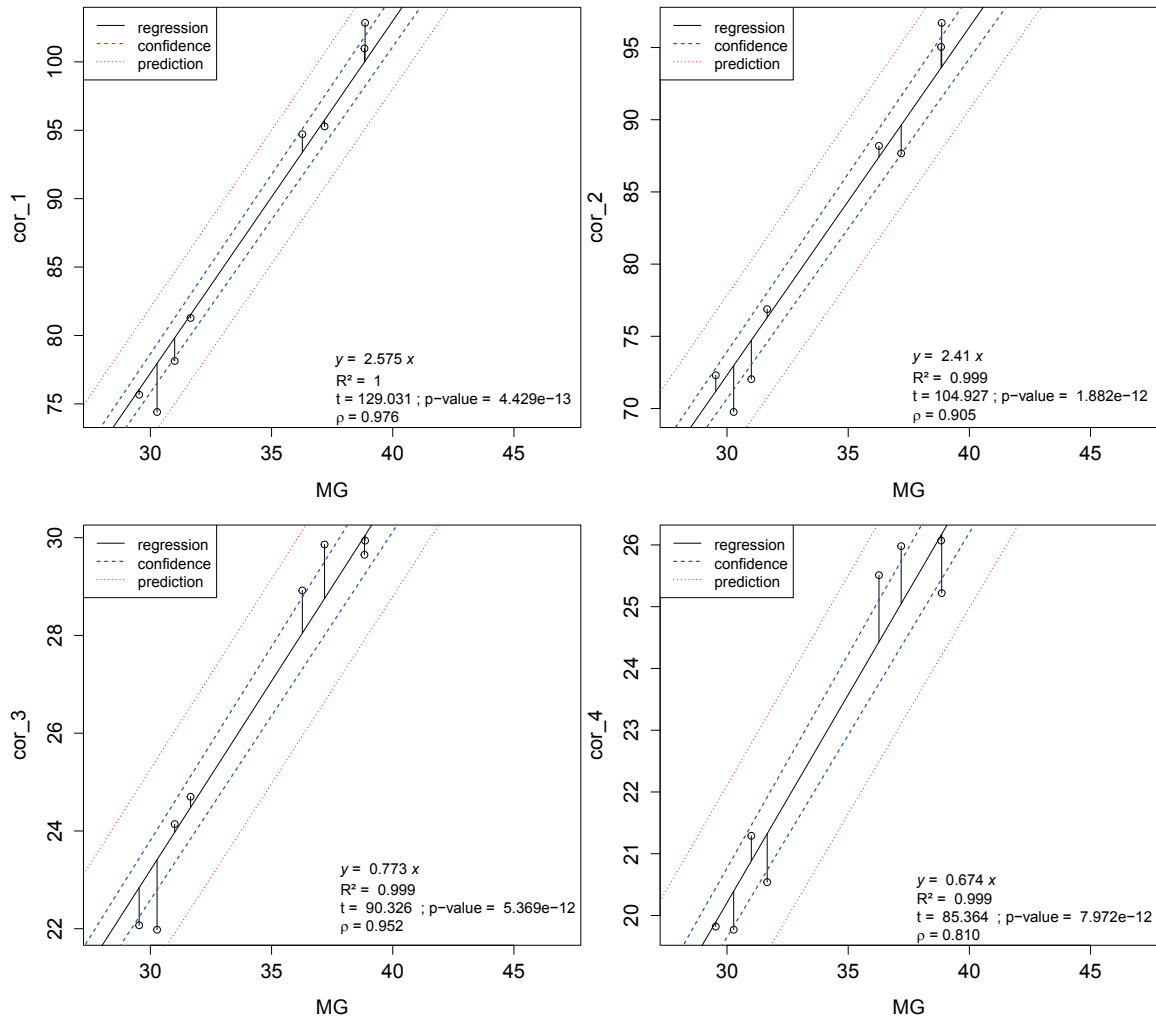 regression
confidence
prediction
cor_1
100
95
90
85
80
75
y = 2.575 x
R² = 1
t = 129.031 ; p-value = 4.429e−13
ρ = 0.976
30 35 40 45
MG
regression
confidence
prediction
cor_2
95
90
85
80
75
70
y = 2.41 x
R² = 0.999
t = 104.927 ; p-value = 1.882e−12
ρ = 0.905
30 35 40 45
MG
regression
confidence
prediction
cor_3
30
28
26
24
22
y = 0.773 x
R² = 0.999
t = 90.326 ; p-value = 5.369e−12
ρ = 0.952
30 35 40 45
MG
regression
confidence
prediction
cor_4
26
25
24
23
22
21
20
y = 0.674 x
R² = 0.999
t = 85.364 ; p-value = 7.972e−12
ρ = 0.810
30 35 40 45
MG